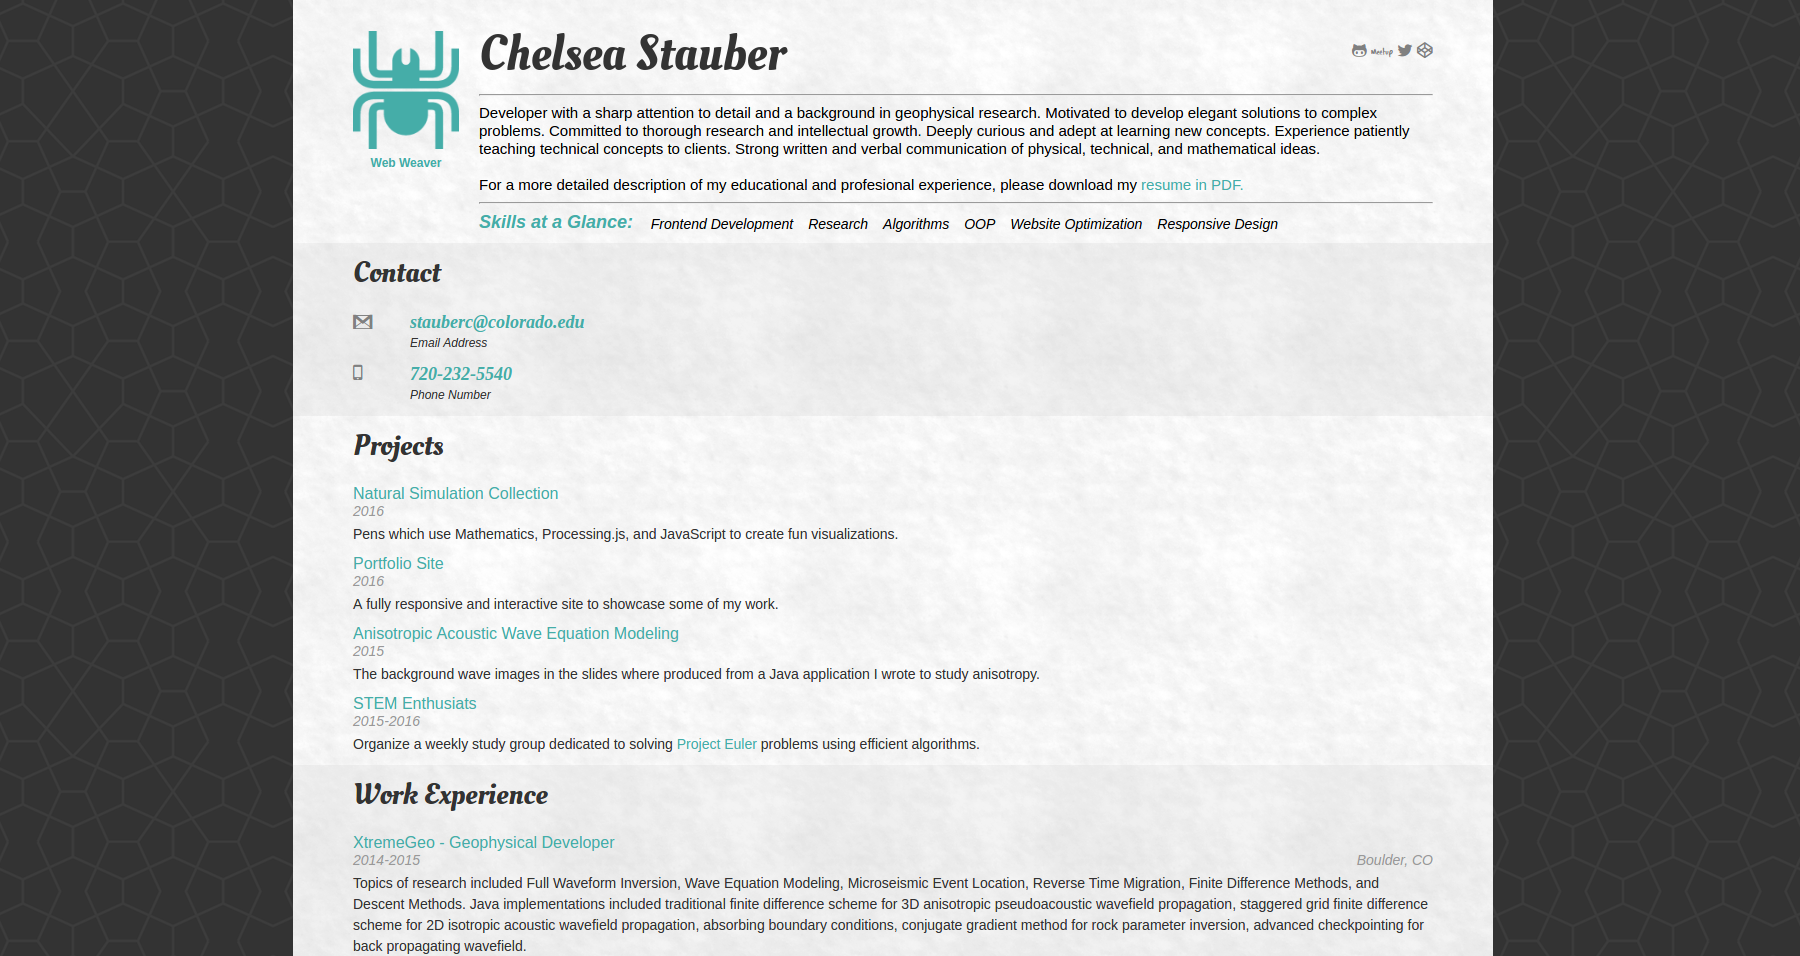 Chelsea Stauber
Meetup
Web Weaver
Developer with a sharp attention to detail and a background in geophysical research. Motivated to develop elegant solutions to complex
problems. Committed to thorough research and intellectual growth. Deeply curious and adept at learning new concepts. Experience patiently
teaching technical concepts to clients. Strong written and verbal communication of physical, technical, and mathematical ideas.
For a more detailed description of my educational and profesional experience, please download my resume in PDF.
Skills at a Glance: Frontend Development Research Algorithms OOP Website Optimization Responsive Design
Contact
stauberc@colorado.edu
Email Address
720-232-5540
Phone Number
Projects
Natural Simulation Collection
2016
Pens which use Mathematics, Processing.js, and JavaScript to create fun visualizations.
Portfolio Site
2016
A fully responsive and interactive site to showcase some of my work.
Anisotropic Acoustic Wave Equation Modeling
2015
The background wave images in the slides where produced from a Java application I wrote to study anisotropy.
STEM Enthusiats
2015-2016
Organize a weekly study group dedicated to solving Project Euler problems using efficient algorithms.
Work Experience
XtremeGeo - Geophysical Developer
2014-2015 Boulder, CO
Topics of research included Full Waveform Inversion, Wave Equation Modeling, Microseismic Event Location, Reverse Time Migration, Finite Difference Methods, and
Descent Methods. Java implementations included traditional finite difference scheme for 3D anisotropic pseudoacoustic wavefield propagation, staggered grid finite difference
scheme for 2D isotropic acoustic wavefield propagation, absorbing boundary conditions, conjugate gradient method for rock parameter inversion, advanced checkpointing for
back propagating wavefield.